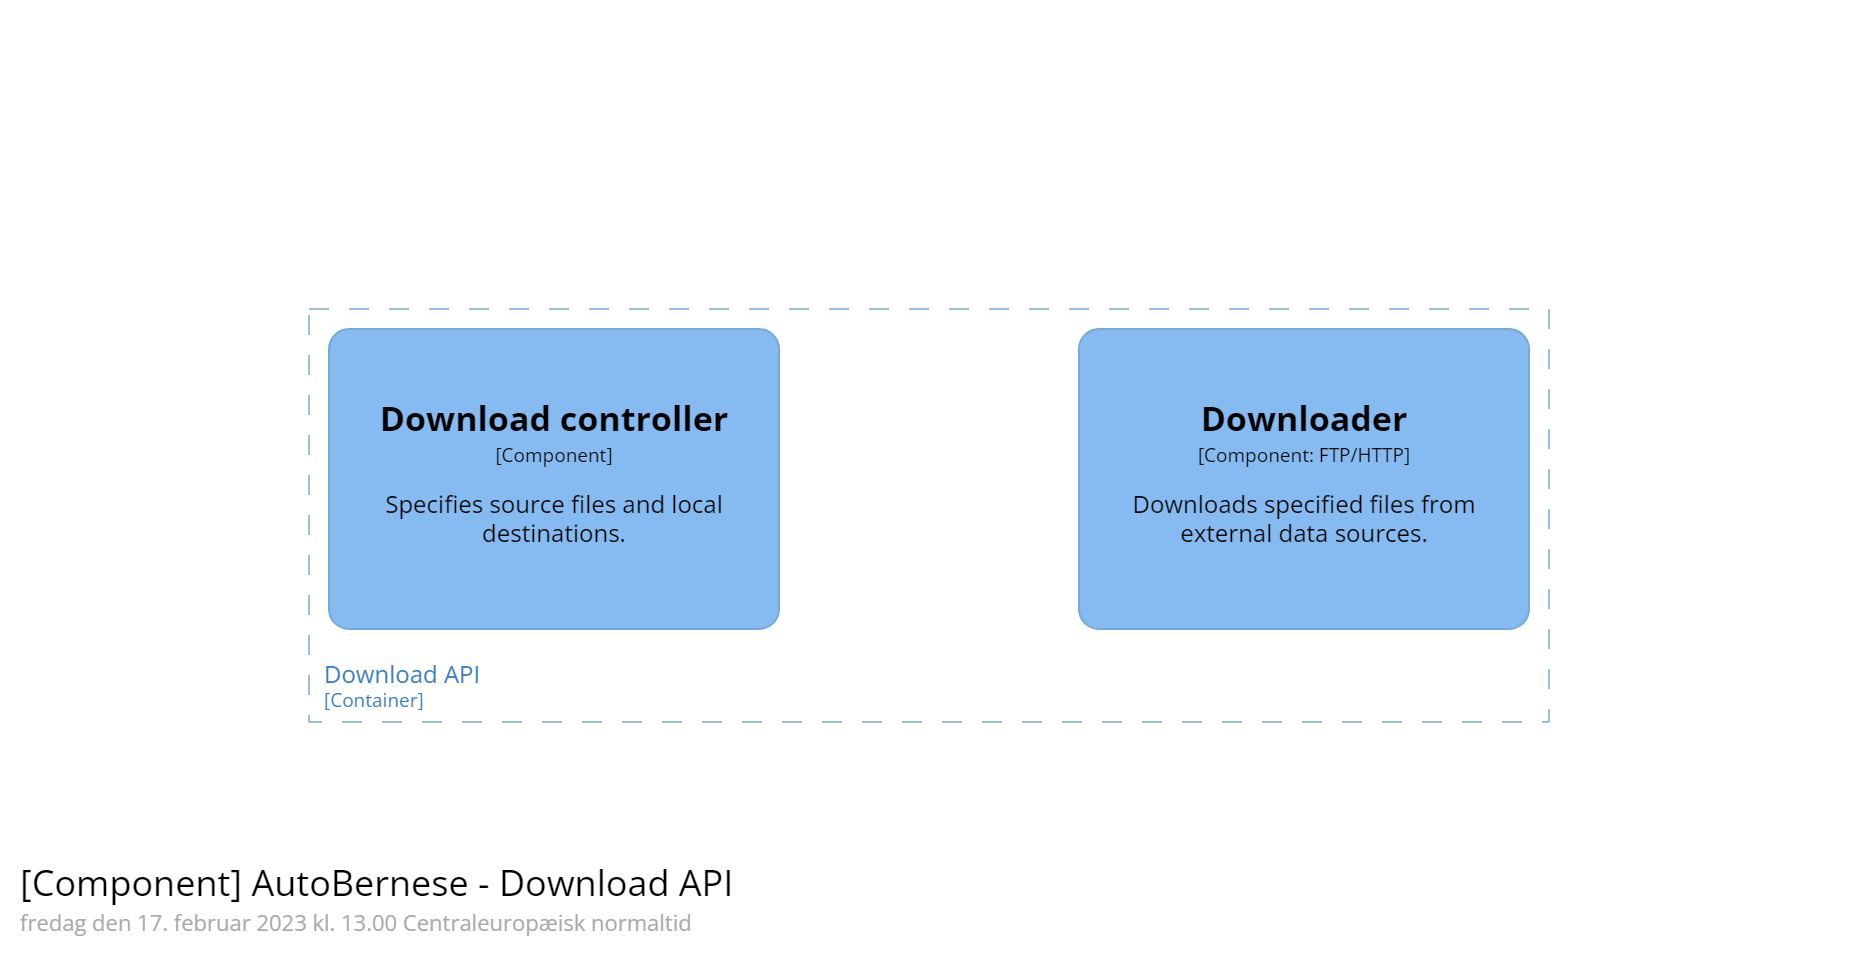 Download controller
[Component]
Specifies source files and local
destinations.
Downloader
[Component: FTP/HTTP]
Downloads specified files from
external data sources.
Download API
[Container]
[Component] AutoBernese - Download API
fredag den 17. februar 2023 kl. 13.00 Centraleuropæisk normaltid